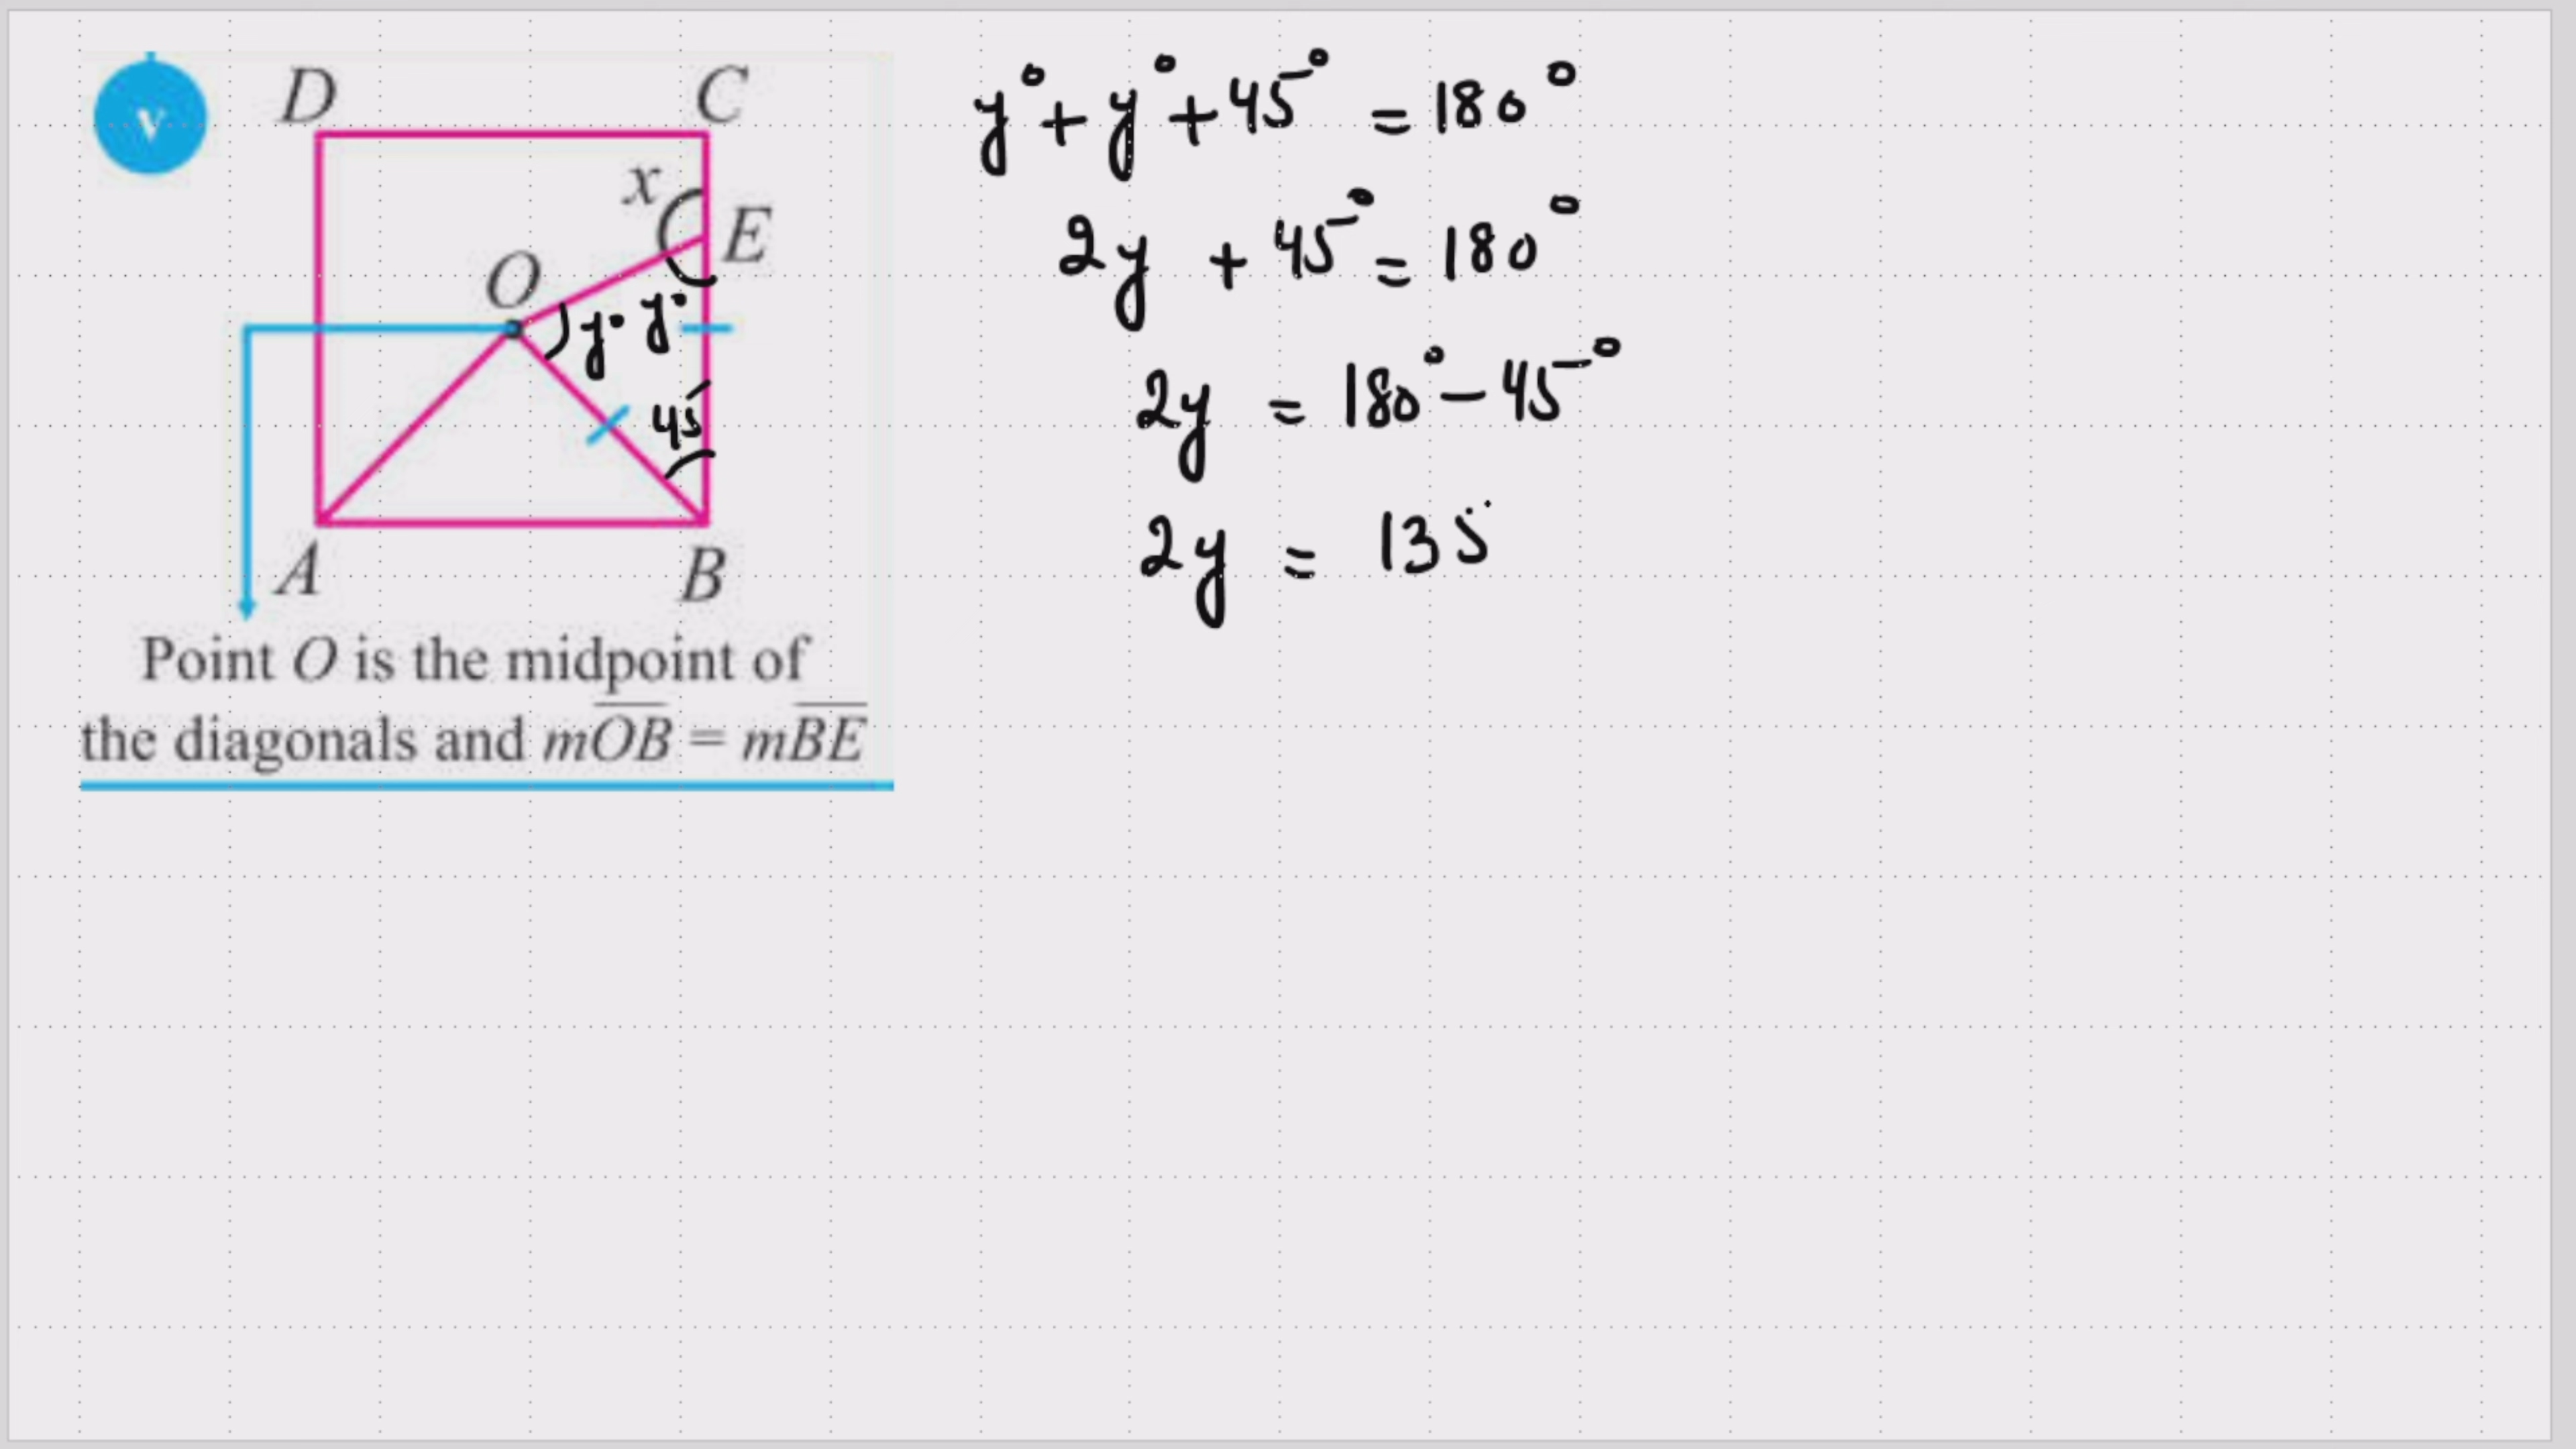 v
D
C
x
E
O
y° y°
45
A
B
Point O is the midpoint of
the diagonals and mOB = mBE
y° + y° + 45° = 180°
2y + 45° = 180°
2y = 180° - 45°
2y = 135